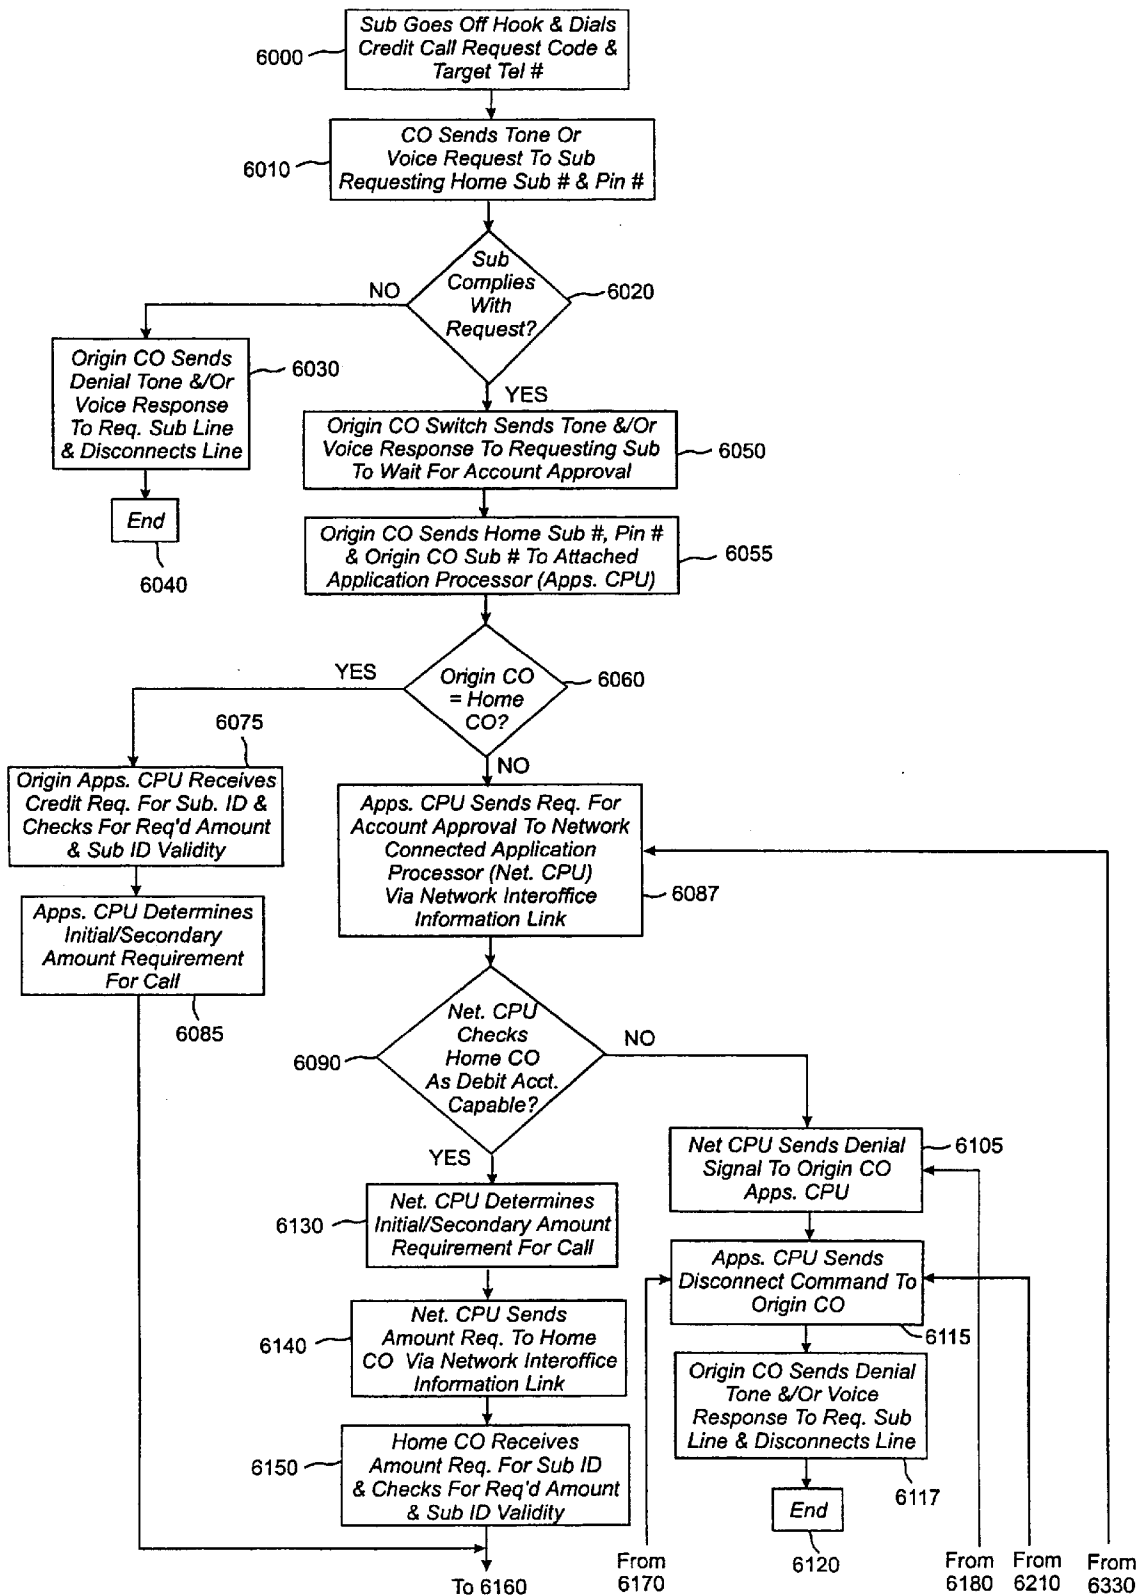 Sub Goes Off Hook & Dials
Credit Call Request Code &
Target Tel #
6000
CO Sends Tone Or
Voice Request To Sub
Requesting Home Sub # & Pin #
6010
Sub
Complies
With
Request?
6020
NO
YES
Origin CO Sends
Denial Tone &/Or
Voice Response
To Req. Sub Line
& Disconnects Line
6030
End
6040
Origin CO Switch Sends Tone &/Or
Voice Response To Requesting Sub
To Wait For Account Approval
6050
Origin CO Sends Home Sub #, Pin #
& Origin CO Sub # To Attached
Application Processor (Apps. CPU)
6055
Origin CO
= Home
CO?
6060
YES
NO
6075
Origin Apps. CPU Receives
Credit Req. For Sub. ID &
Checks For Req'd Amount
& Sub ID Validity
Apps. CPU Determines
Initial/Secondary
Amount Requirement
For Call
6085
Apps. CPU Sends Req. For
Account Approval To Network
Connected Application
Processor (Net. CPU)
Via Network Interoffice
Information Link
6087
Net. CPU
Checks
Home CO
As Debit Acct.
Capable?
6090
NO
YES
Net CPU Sends Denial
Signal To Origin CO
Apps. CPU
6105
Net. CPU Determines
Initial/Secondary Amount
Requirement For Call
6130
Apps. CPU Sends
Disconnect Command To
Origin CO
6115
Net. CPU Sends
Amount Req. To Home
CO Via Network Interoffice
Information Link
6140
Origin CO Sends Denial
Tone &/Or Voice
Response To Req. Sub
Line & Disconnects Line
6117
Home CO Receives
Amount Req. For Sub ID
& Checks For Req'd Amount
& Sub ID Validity
6150
End
6120
To 6160
From
6170
From
6180
From
6210
From
6330